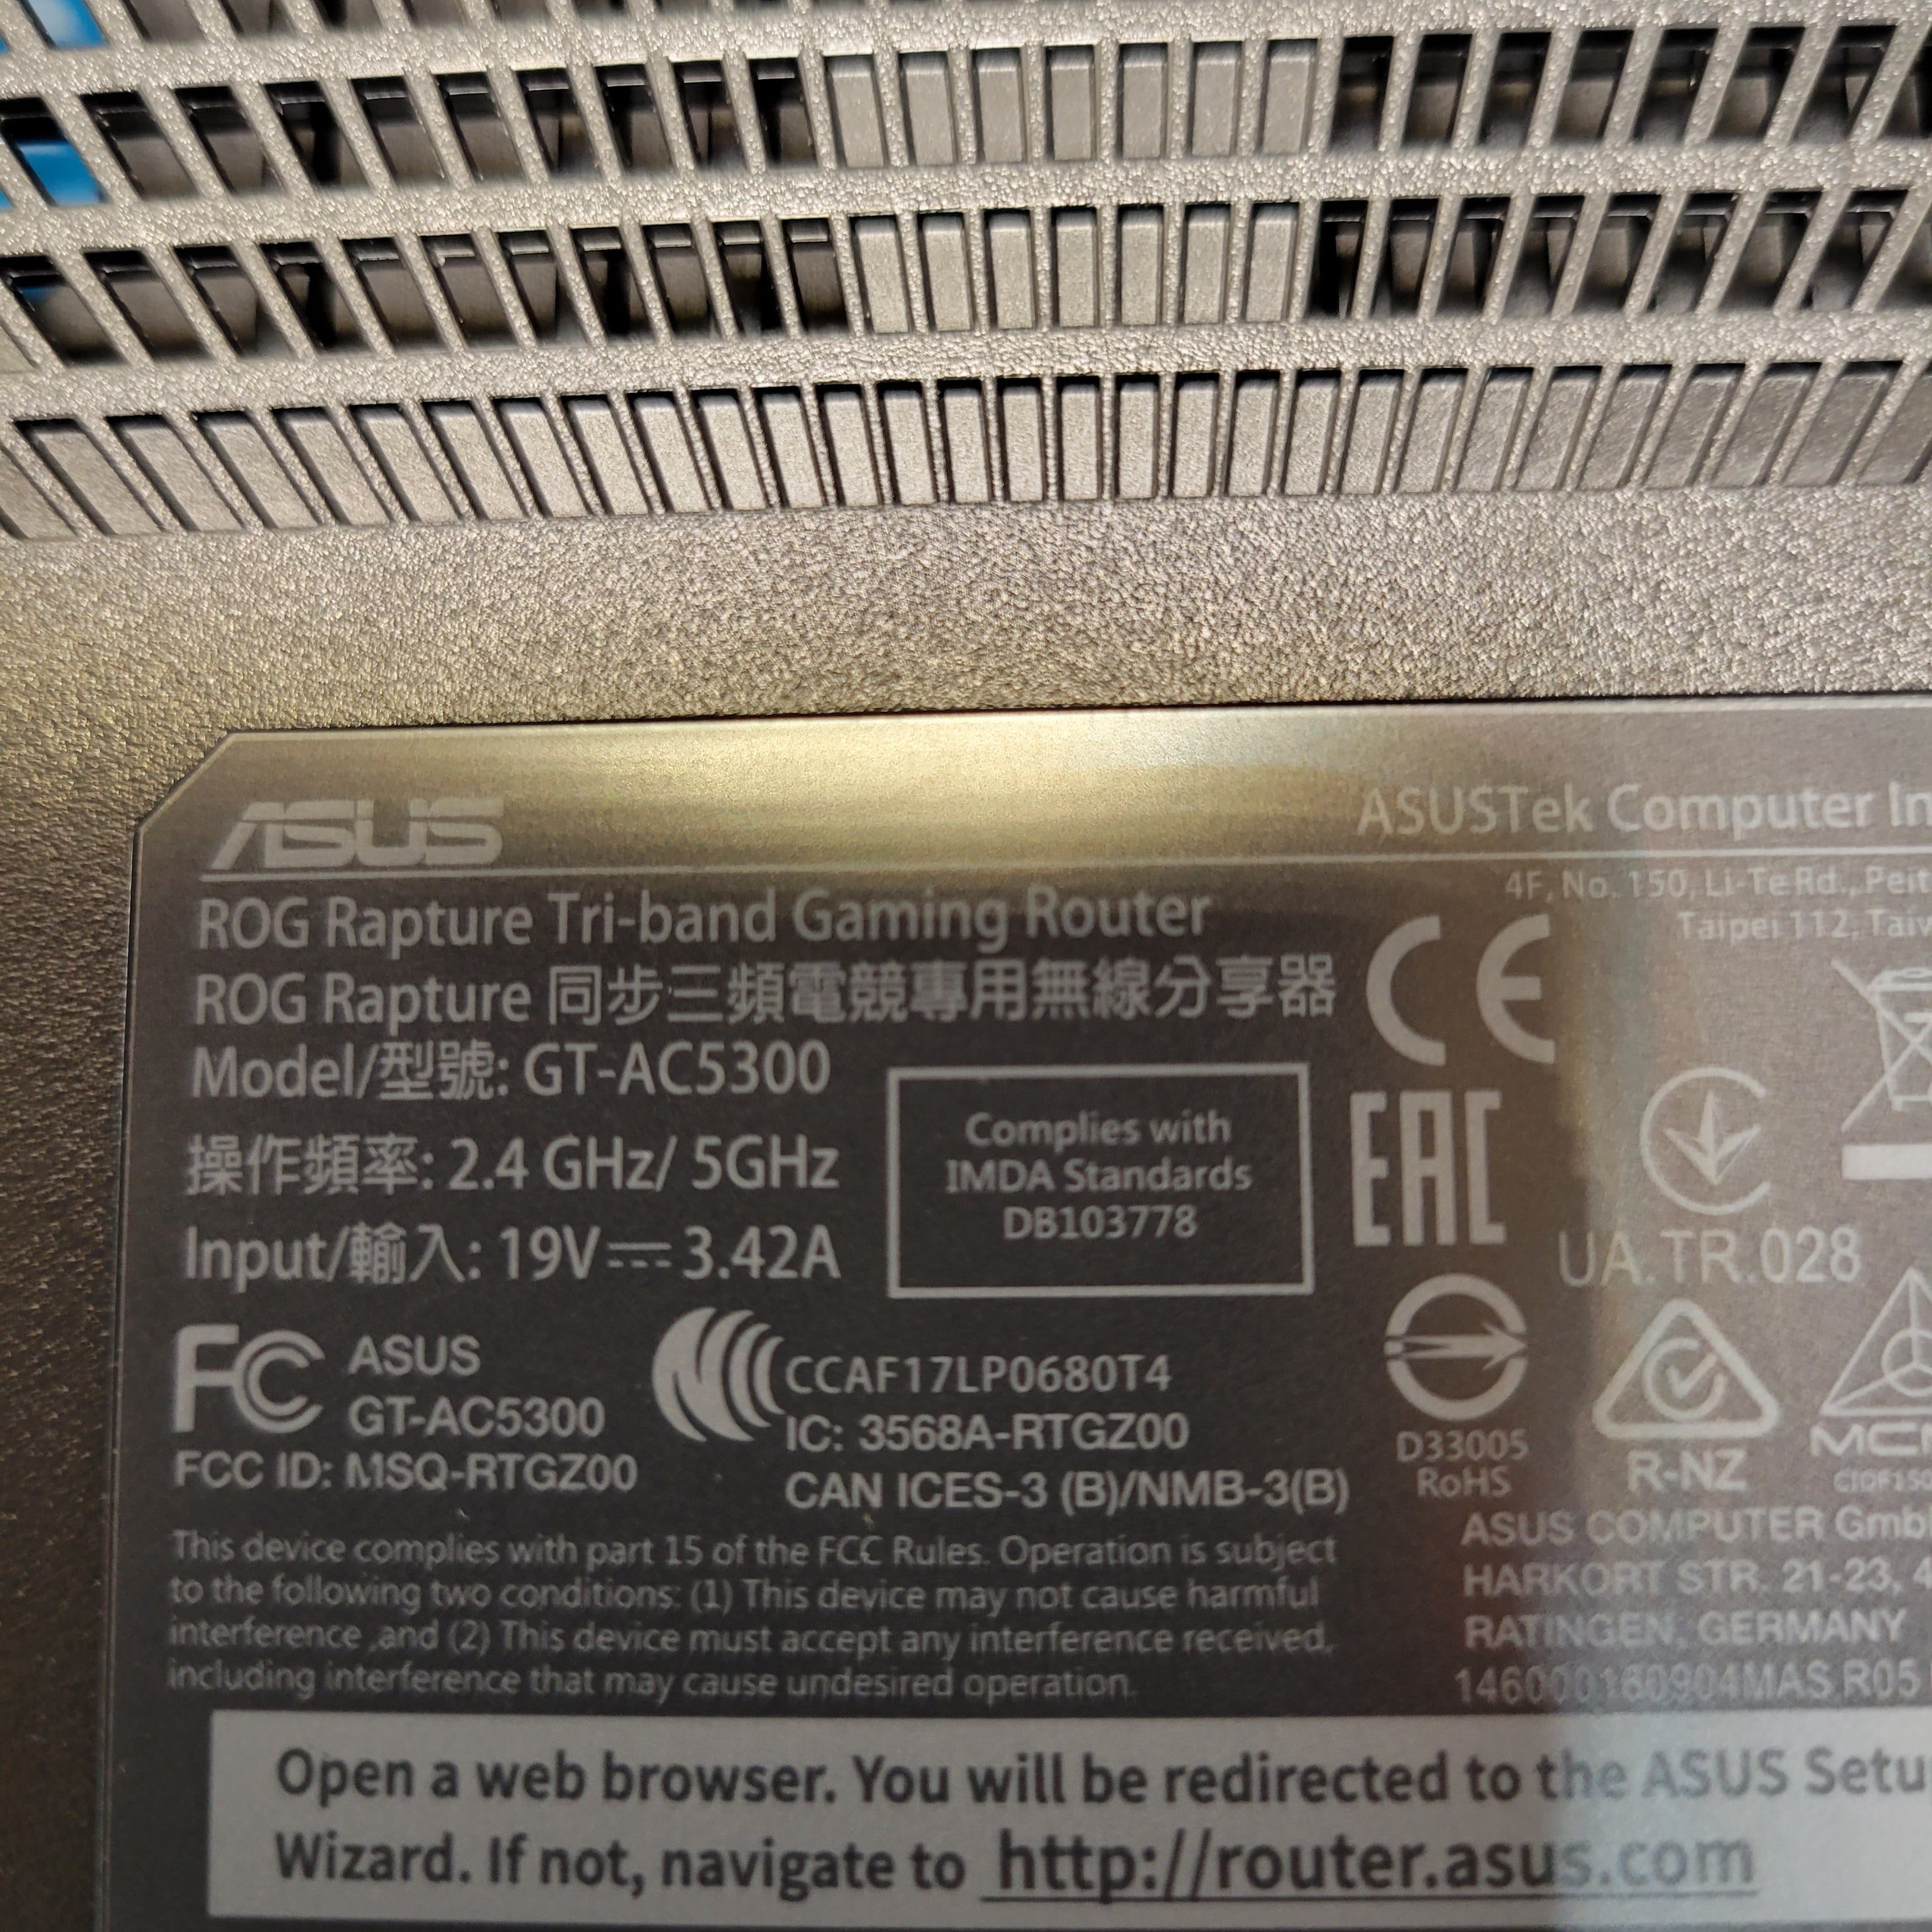 ASUS
ASUSTek Computer
4F, No. 150, Li-Te Rd.,
Taipei 112,
ROG Rapture Tri-band Gaming Router
ROG Rapture 同步三頻電競專用無線分享器
Model/型號: GT-AC5300
操作頻率: 2.4 GHz/ 5GHz
Input/輸入: 19V 3.42A
Complies with
IMDA Standards
DB103778
CE
EAC
UA.TR.028
FC ASUS
GT-AC5300
FCC ID: MSQ-RTGZ00
CCAF17LP0680T4
IC: 3568A-RTGZ00
CAN ICES-3 (B)/NMB-3(B)
D33005
RoHS
R-NZ
This device complies with part 15 of the FCC Rules. Operation is subject
to the following two conditions: (1) This device may not cause harmful
interference ,and (2) This device must accept any interference received,
including interference that may cause undesired operation.
ASUS COMPUTER
HARKORT STR. 21-23,
RATINGEN, GERMANY
Open a web browser. You will be redirected to the ASUS
Wizard. If not, navigate to http://router.asus.com